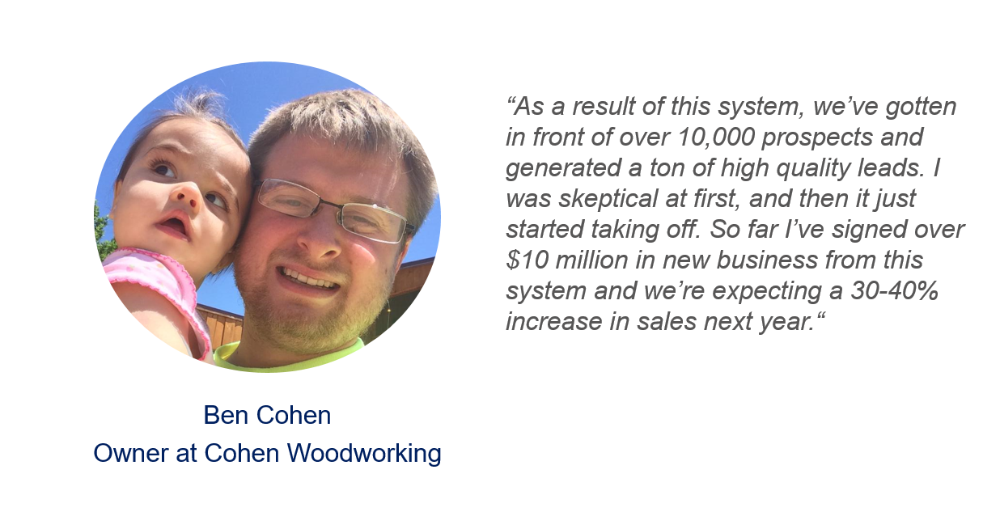 “As a result of this system, we’ve gotten
in front of over 10,000 prospects and
generated a ton of high quality leads. I
was skeptical at first, and then it just
started taking off. So far I’ve signed over
$10 million in new business from this
system and we’re expecting a 30-40%
increase in sales next year.“
Ben Cohen
Owner at Cohen Woodworking